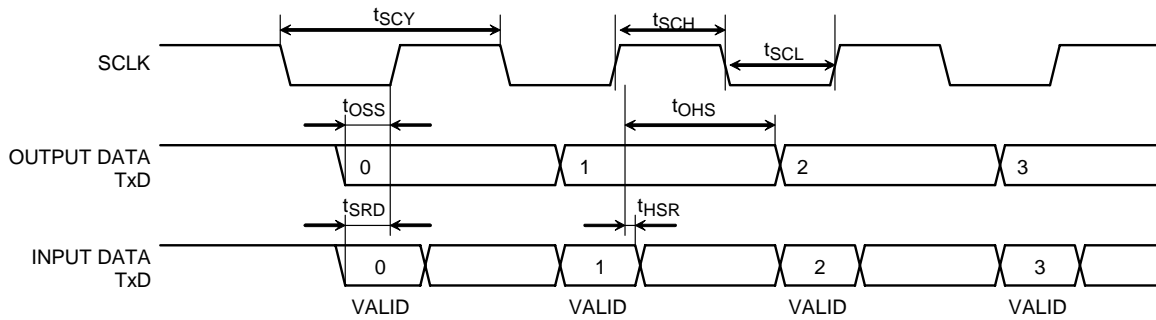 tSCY
tSCH
SCLK
tSCL
tOSS
tOHS
OUTPUT DATA
TxD
0
1
2
3
tSRD
tHSR
INPUT DATA
TxD
0
1
2
3
VALID
VALID
VALID
VALID